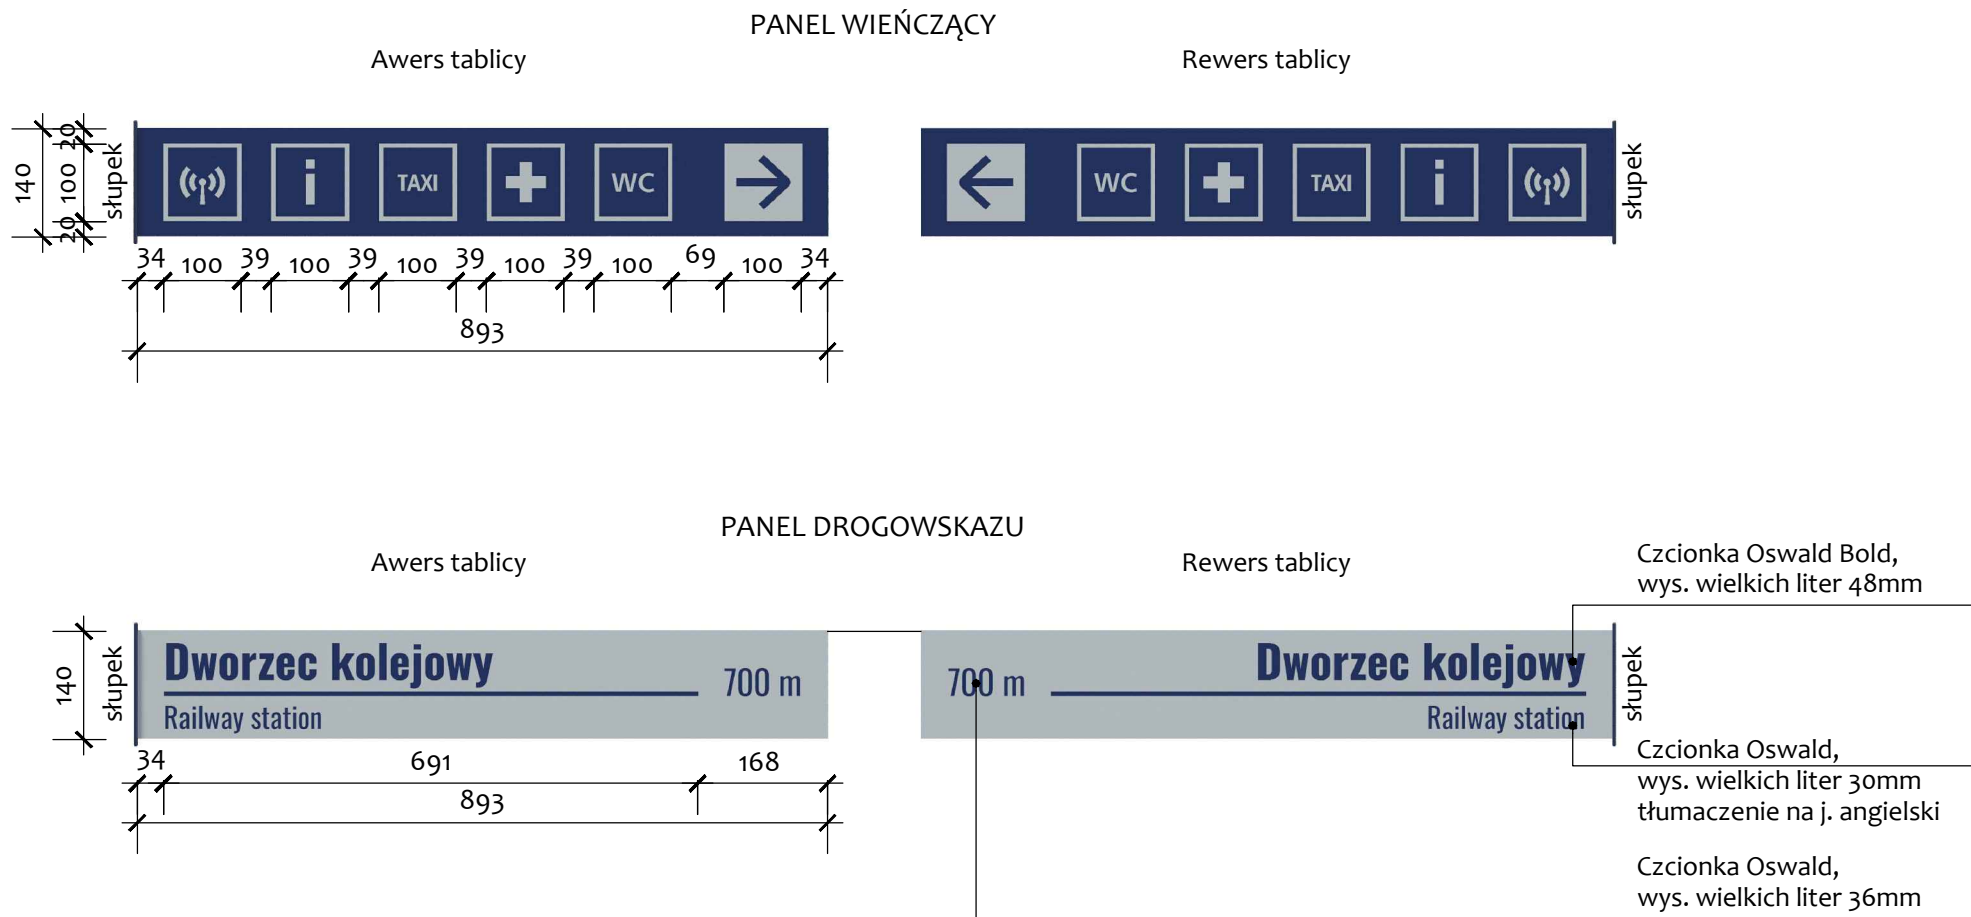 PANEL WIEŃCZĄCY
Awers tablicy
Rewers tablicy
140
20
100
20
słupek
i
TAXI
WC
WC
TAXI
i
słupek
34 100 39 100 39 100 39 100 39 100 69 100 34
893
PANEL DROGOWSKAZU
Awers tablicy
Rewers tablicy
Czcionka Oswald Bold,
wys. wielkich liter 48mm
140
słupek
Dworzec kolejowy
700 m
Railway station
700 m
Dworzec kolejowy
Railway station
słupek
34 691 168
893
Czcionka Oswald,
wys. wielkich liter 30mm
tłumaczenie na j. angielski
Czcionka Oswald,
wys. wielkich liter 36mm